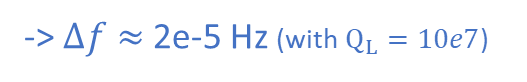 -> Δf ≈ 2e-5 Hz (with Q_L = 10e7)